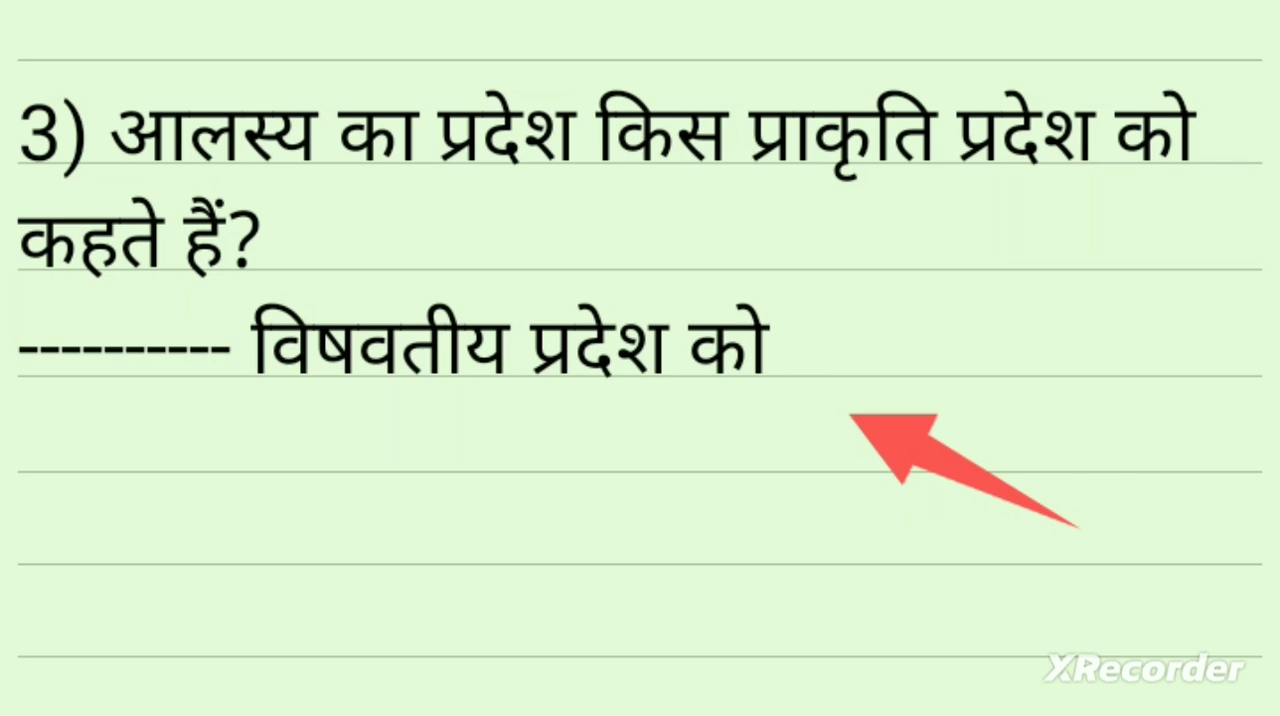 3) आलस्य का प्रदेश किस प्राकृति प्रदेश को
कहते हैं?
---------- विषवतीय प्रदेश को
XRecorder